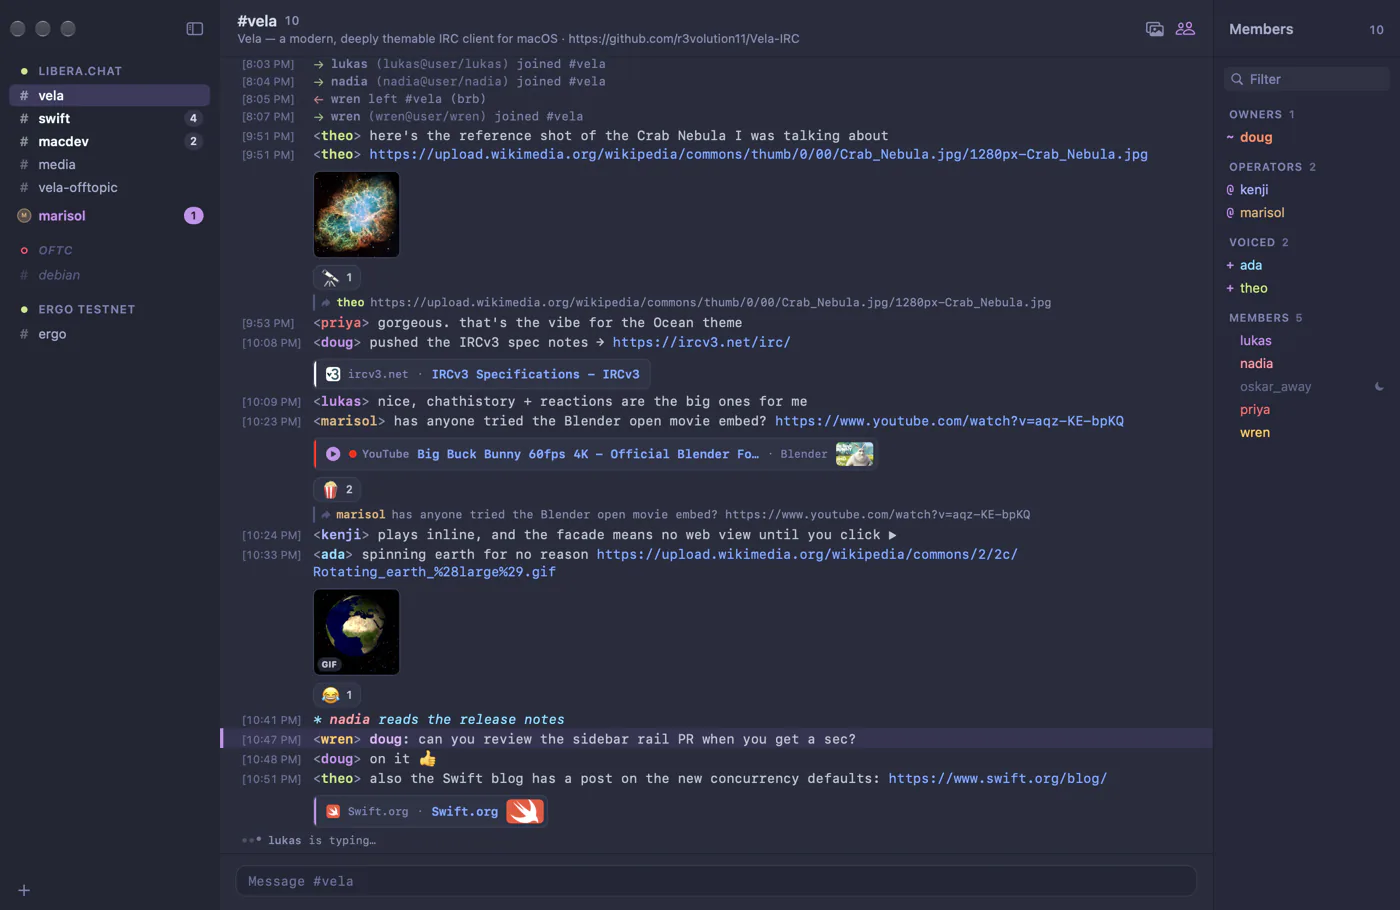 LIBERA.CHAT
# vela
# swift 4
# macdev 2
# media
# vela-offtopic
M marisol 1
OFTC
# debian
ERGO TESTNET
# ergo
+
#vela 10
Vela — a modern, deeply themable IRC client for macOS · https://github.com/r3volution11/Vela-IRC
[8:03 PM] → lukas (lukas@user/lukas) joined #vela
[8:04 PM] → nadia (nadia@user/nadia) joined #vela
[8:05 PM] ← wren left #vela (brb)
[8:07 PM] → wren (wren@user/wren) joined #vela
[9:51 PM] <theo> here's the reference shot of the Crab Nebula I was talking about
[9:51 PM] <theo> https://upload.wikimedia.org/wikipedia/commons/thumb/0/00/Crab_Nebula.jpg/1280px-Crab_Nebula.jpg
🔭 1
theo https://upload.wikimedia.org/wikipedia/commons/thumb/0/00/Crab_Nebula.jpg/1280px-Crab_Nebula.jpg
[9:53 PM] <priya> gorgeous. that's the vibe for the Ocean theme
[10:08 PM] <doug> pushed the IRCv3 spec notes → https://ircv3.net/irc/
v3 ircv3.net · IRCv3 Specifications – IRCv3
[10:09 PM] <lukas> nice, chathistory + reactions are the big ones for me
[10:23 PM] <marisol> has anyone tried the Blender open movie embed? https://www.youtube.com/watch?v=aqz-KE-bpKQ
YouTube Big Buck Bunny 60fps 4K – Official Blender Fo… · Blender
🍿 2
marisol has anyone tried the Blender open movie embed? https://www.youtube.com/watch?v=aqz-KE-bpKQ
[10:24 PM] <kenji> plays inline, and the facade means no web view until you click ▶
[10:33 PM] <ada> spinning earth for no reason https://upload.wikimedia.org/wikipedia/commons/2/2c/
Rotating_earth_%28large%29.gif
GIF
😂 1
[10:41 PM] * nadia reads the release notes
[10:47 PM] <wren> doug: can you review the sidebar rail PR when you get a sec?
[10:48 PM] <doug> on it 👍
[10:51 PM] <theo> also the Swift blog has a post on the new concurrency defaults: https://www.swift.org/blog/
Swift.org · Swift.org
lukas is typing…
Message #vela
Members 10
Filter
OWNERS 1
~ doug
OPERATORS 2
@ kenji
@ marisol
VOICED 2
+ ada
+ theo
MEMBERS 5
lukas
nadia
oskar_away
priya
wren